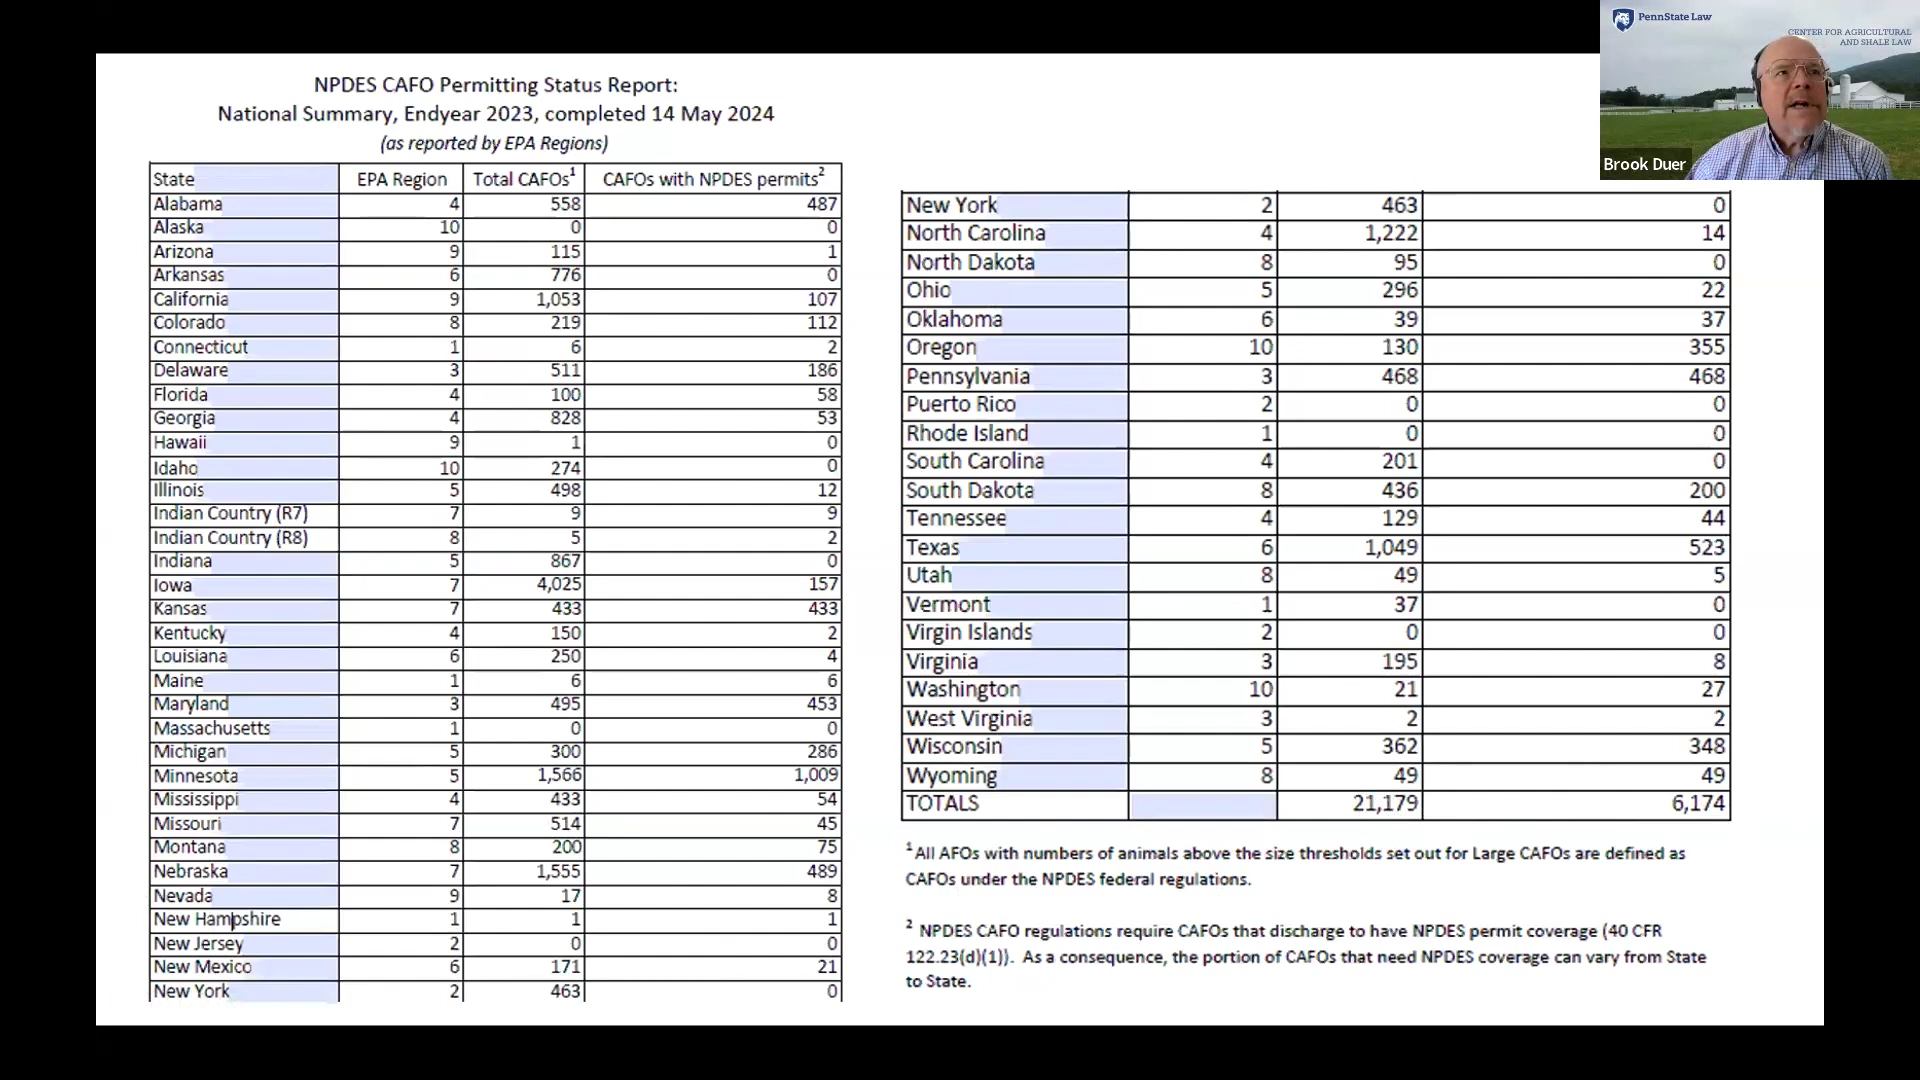 NPDES CAFO Permitting Status Report:
National Summary, Endyear 2023, completed 14 May 2024
(as reported by EPA Regions)
State EPA Region Total CAFOs1 CAFOs with NPDES permits2
Alabama 4 558 487
Alaska 10 0 0
Arizona 9 115 1
Arkansas 6 776 0
California 9 1,053 107
Colorado 8 219 112
Connecticut 1 6 2
Delaware 3 511 186
Florida 4 100 58
Georgia 4 828 53
Hawaii 9 1 0
Idaho 10 274 0
Illinois 5 498 12
Indian Country (R7) 7 9 9
Indian Country (R8) 8 5 2
Indiana 5 867 0
Iowa 7 4,025 157
Kansas 7 433 433
Kentucky 4 150 2
Louisiana 6 250 4
Maine 1 6 6
Maryland 3 495 453
Massachusetts 1 0 0
Michigan 5 300 286
Minnesota 5 1,566 1,009
Mississippi 4 433 54
Missouri 7 514 45
Montana 8 200 75
Nebraska 7 1,555 489
Nevada 9 17 8
New Hampshire 1 1 1
New Jersey 2 0 0
New Mexico 6 171 21
New York 2 463 0
New York 2 463 0
North Carolina 4 1,222 14
North Dakota 8 95 0
Ohio 5 296 22
Oklahoma 6 39 37
Oregon 10 130 355
Pennsylvania 3 468 468
Puerto Rico 2 0 0
Rhode Island 1 0 0
South Carolina 4 201 0
South Dakota 8 436 200
Tennessee 4 129 44
Texas 6 1,049 523
Utah 8 49 5
Vermont 1 37 0
Virgin Islands 2 0 0
Virginia 3 195 8
Washington 10 21 27
West Virginia 3 2 2
Wisconsin 5 362 348
Wyoming 8 49 49
TOTALS 21,179 6,174
1 All AFOs with numbers of animals above the size thresholds set out for Large CAFOs are defined as
CAFOs under the NPDES federal regulations.
2 NPDES CAFO regulations require CAFOs that discharge to have NPDES permit coverage (40 CFR
122.23(d)(1)). As a consequence, the portion of CAFOs that need NPDES coverage can vary from State
to State.
PennState Law
CENTER FOR AGRICULTURAL
AND SHALE LAW
Brook Duer